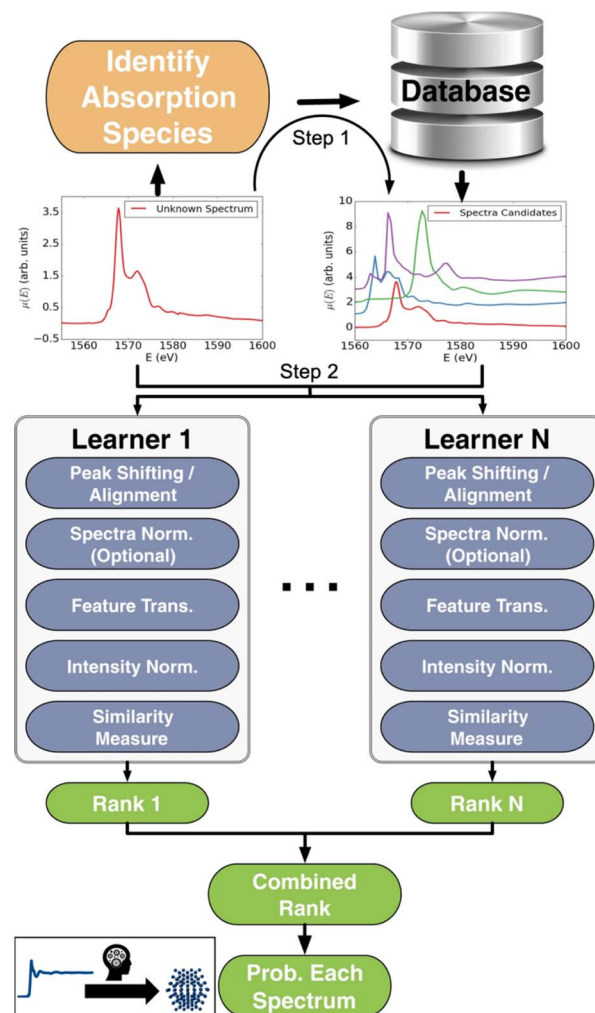 Identify
Absorption
Species
Database
Step 1
Unknown Spectrum
μ(E) (arb. units)
3.5
2.5
1.5
0.5
−0.5
1560 1570 1580 1590 1600
E (eV)
Spectra Candidates
μ(E) (arb. units)
10
8
6
4
2
0
1560 1570 1580 1590 1600
E (eV)
Step 2
Learner 1
Peak Shifting /
Alignment
Spectra Norm.
(Optional)
Feature Trans.
Intensity Norm.
Similarity
Measure
Rank 1
...
Learner N
Peak Shifting /
Alignment
Spectra Norm.
(Optional)
Feature Trans.
Intensity Norm.
Similarity
Measure
Rank N
Combined
Rank
Prob. Each
Spectrum